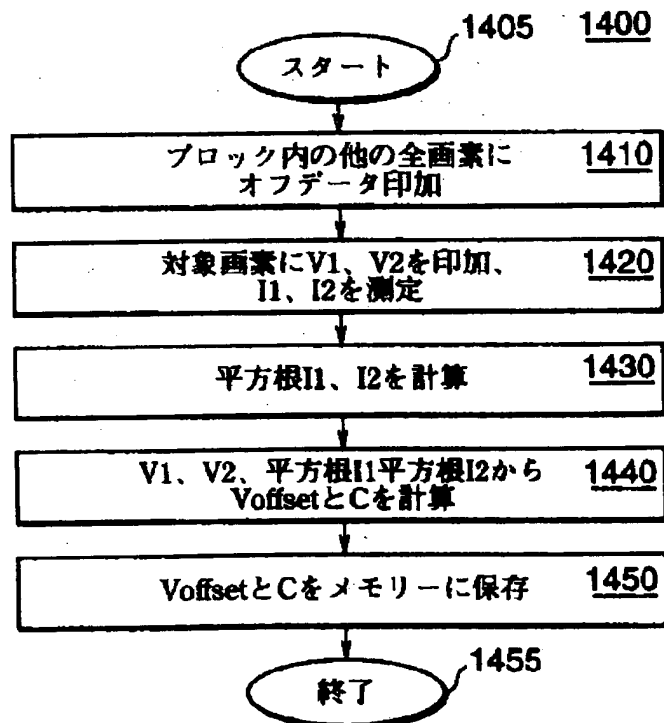 1405
1400
スタート
ブロック内の他の全画素に
オフデータ印加
1410
対象画素にV1、V2を印加、
I1、I2を測定
1420
平方根I1、I2を計算
1430
V1、V2、平方根I1平方根I2から
VoffsetとCを計算
1440
VoffsetとCをメモリーに保存
1450
1455
終了